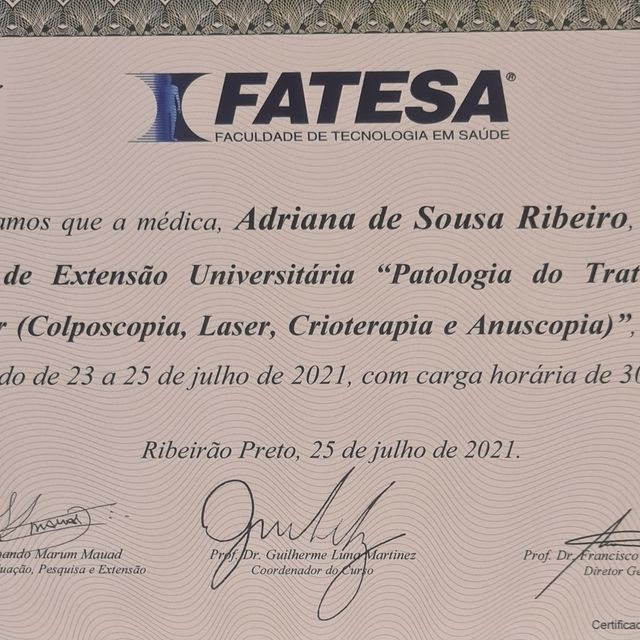 FATESA®
FACULDADE DE TECNOLOGIA EM SAÚDE
amos que a médica, Adriana de Sousa Ribeiro,
de Extensão Universitária “Patologia do Trat
r (Colposcopia, Laser, Crioterapia e Anuscopia)”,
do de 23 a 25 de julho de 2021, com carga horária de 30
Ribeirão Preto, 25 de julho de 2021.
nando Marum Mauad
Prof. Dr. Guilherme Luna Martinez
Prof. Dr. Francisco
uação, Pesquisa e Extensão
Coordenador do Curso
Diretor Ge
Certificad